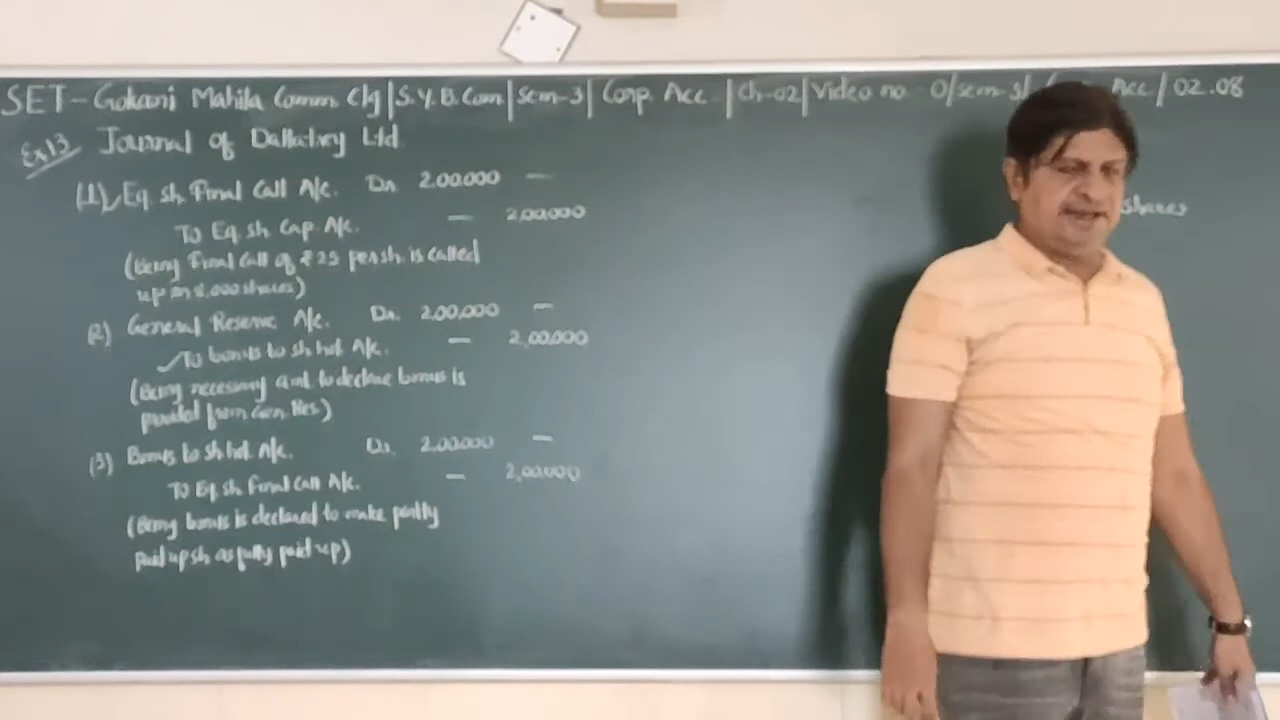 SET - Gokani Mahila Comm. Clg | S.Y.B.Com | Sem-3 | Corp. Acc | Ch-02 | Video no 0/sem-3/ Acc / 02.08
Ex.13 Journal of Ltd
(1) Eq. sh. Final Call A/c. Dr. 2,00,000 —
To Eq. sh Cap. A/c. — 2,00,000
(Being Final Call of ₹25 per sh. is called
up on 8,000 shares)
(2) General Reserve A/c. Dr. 2,00,000 —
To bonus to sh.hol. A/c. — 2,00,000
(Being necessary amt. to declare bonus is
provided from Gen. Res.)
(3) Bonus to sh.hol. A/c. Dr. 2,00,000 —
To Eq. sh. Final Call A/c. — 2,00,000
(Being bonus is declared to make partly
paid up sh. as fully paid up)
shares